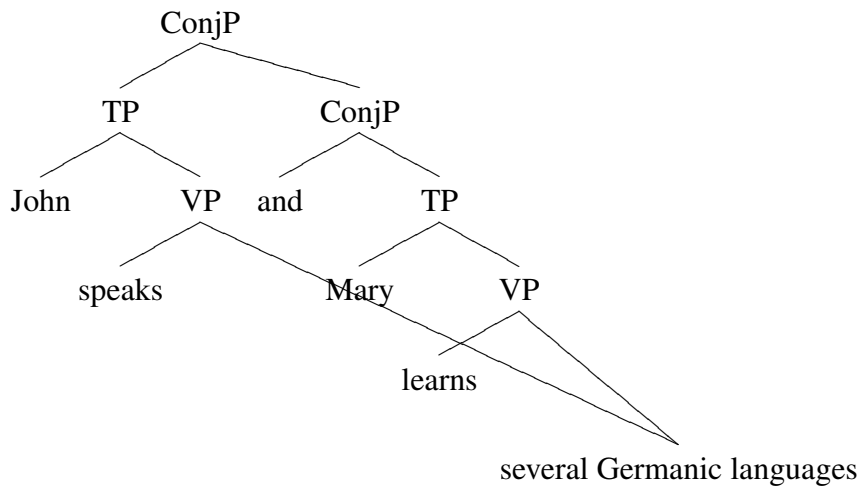 ConjP
TP ConjP
John VP and TP
speaks Mary VP
learns
several Germanic languages